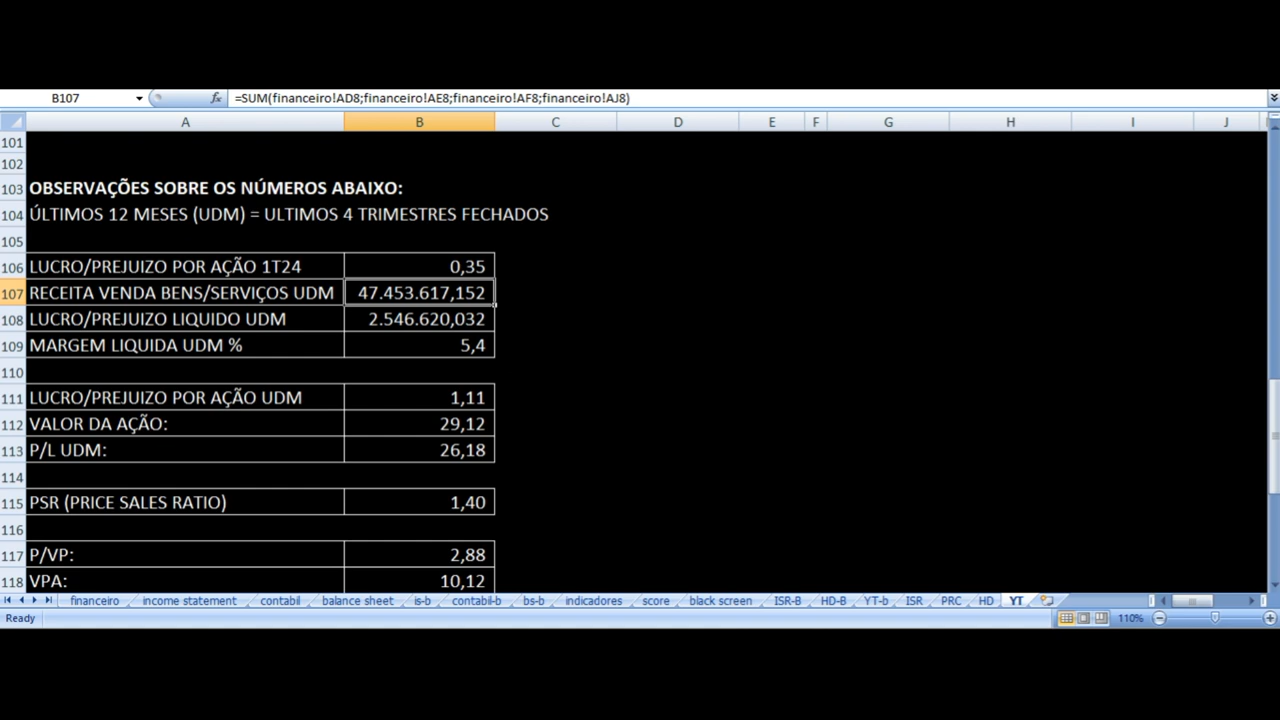 B107 fx =SUM(financeiro!AD8;financeiro!AE8;financeiro!AF8;financeiro!AJ8)
A B C D E F G H I J
101
102
103 OBSERVAÇÕES SOBRE OS NÚMEROS ABAIXO:
104 ÚLTIMOS 12 MESES (UDM) = ULTIMOS 4 TRIMESTRES FECHADOS
105
106 LUCRO/PREJUIZO POR AÇÃO 1T24 0,35
107 RECEITA VENDA BENS/SERVIÇOS UDM 47.453.617,152
108 LUCRO/PREJUIZO LIQUIDO UDM 2.546.620,032
109 MARGEM LIQUIDA UDM % 5,4
110
111 LUCRO/PREJUIZO POR AÇÃO UDM 1,11
112 VALOR DA AÇÃO: 29,12
113 P/L UDM: 26,18
114
115 PSR (PRICE SALES RATIO) 1,40
116
117 P/VP: 2,88
118 VPA: 10,12
financeiro income statement contabil balance sheet is-b contabil-b bs-b indicadores score black screen ISR-B HD-B YT-b ISR PRC HD YT
Ready 110%